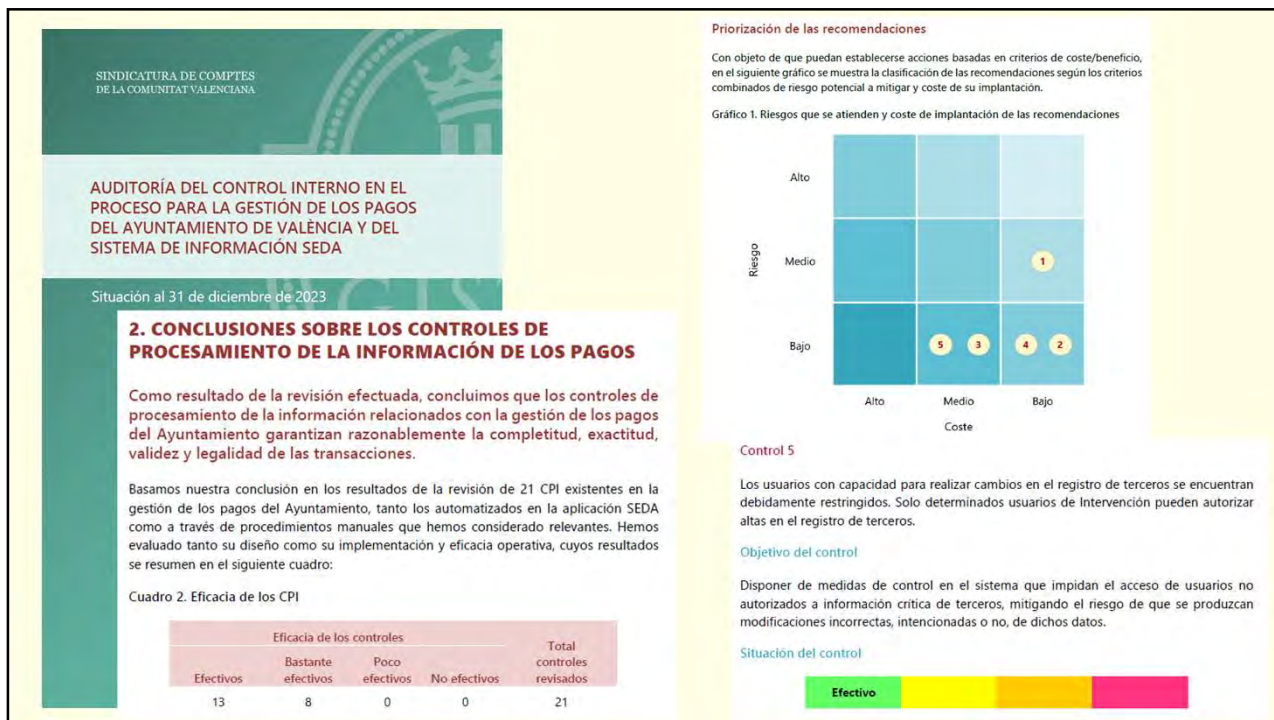 SINDICATURA DE COMPTES
DE LA COMUNITAT VALENCIANA
AUDITORÍA DEL CONTROL INTERNO EN EL
PROCESO PARA LA GESTIÓN DE LOS PAGOS
DEL AYUNTAMIENTO DE VALÈNCIA Y DEL
SISTEMA DE INFORMACIÓN SEDA
Situación al 31 de diciembre de 2023
2. CONCLUSIONES SOBRE LOS CONTROLES DE
PROCESAMIENTO DE LA INFORMACIÓN DE LOS PAGOS
Como resultado de la revisión efectuada, concluimos que los controles de
procesamiento de la información relacionados con la gestión de los pagos
del Ayuntamiento garantizan razonablemente la completitud, exactitud,
validez y legalidad de las transacciones.
Basamos nuestra conclusión en los resultados de la revisión de 21 CPI existentes en la
gestión de los pagos del Ayuntamiento, tanto los automatizados en la aplicación SEDA
como a través de procedimientos manuales que hemos considerado relevantes. Hemos
evaluado tanto su diseño como su implementación y eficacia operativa, cuyos resultados
se resumen en el siguiente cuadro:
Cuadro 2. Eficacia de los CPI
Eficacia de los controles
Efectivos
Bastante
efectivos
Poco
efectivos
No efectivos
Total
controles
revisados
13 8 0 0 21
Priorización de las recomendaciones
Con objeto de que puedan establecerse acciones basadas en criterios de coste/beneficio,
en el siguiente gráfico se muestra la clasificación de las recomendaciones según los criterios
combinados de riesgo potencial a mitigar y coste de su implantación.
Gráfico 1. Riesgos que se atienden y coste de implantación de las recomendaciones
Riesgo
Alto
Medio 1
Bajo 5 3 4 2
Alto Medio Bajo
Coste
Control 5
Los usuarios con capacidad para realizar cambios en el registro de terceros se encuentran
debidamente restringidos. Solo determinados usuarios de Intervención pueden autorizar
altas en el registro de terceros.
Objetivo del control
Disponer de medidas de control en el sistema que impidan el acceso de usuarios no
autorizados a información crítica de terceros, mitigando el riesgo de que se produzcan
modificaciones incorrectas, intencionadas o no, de dichos datos.
Situación del control
Efectivo